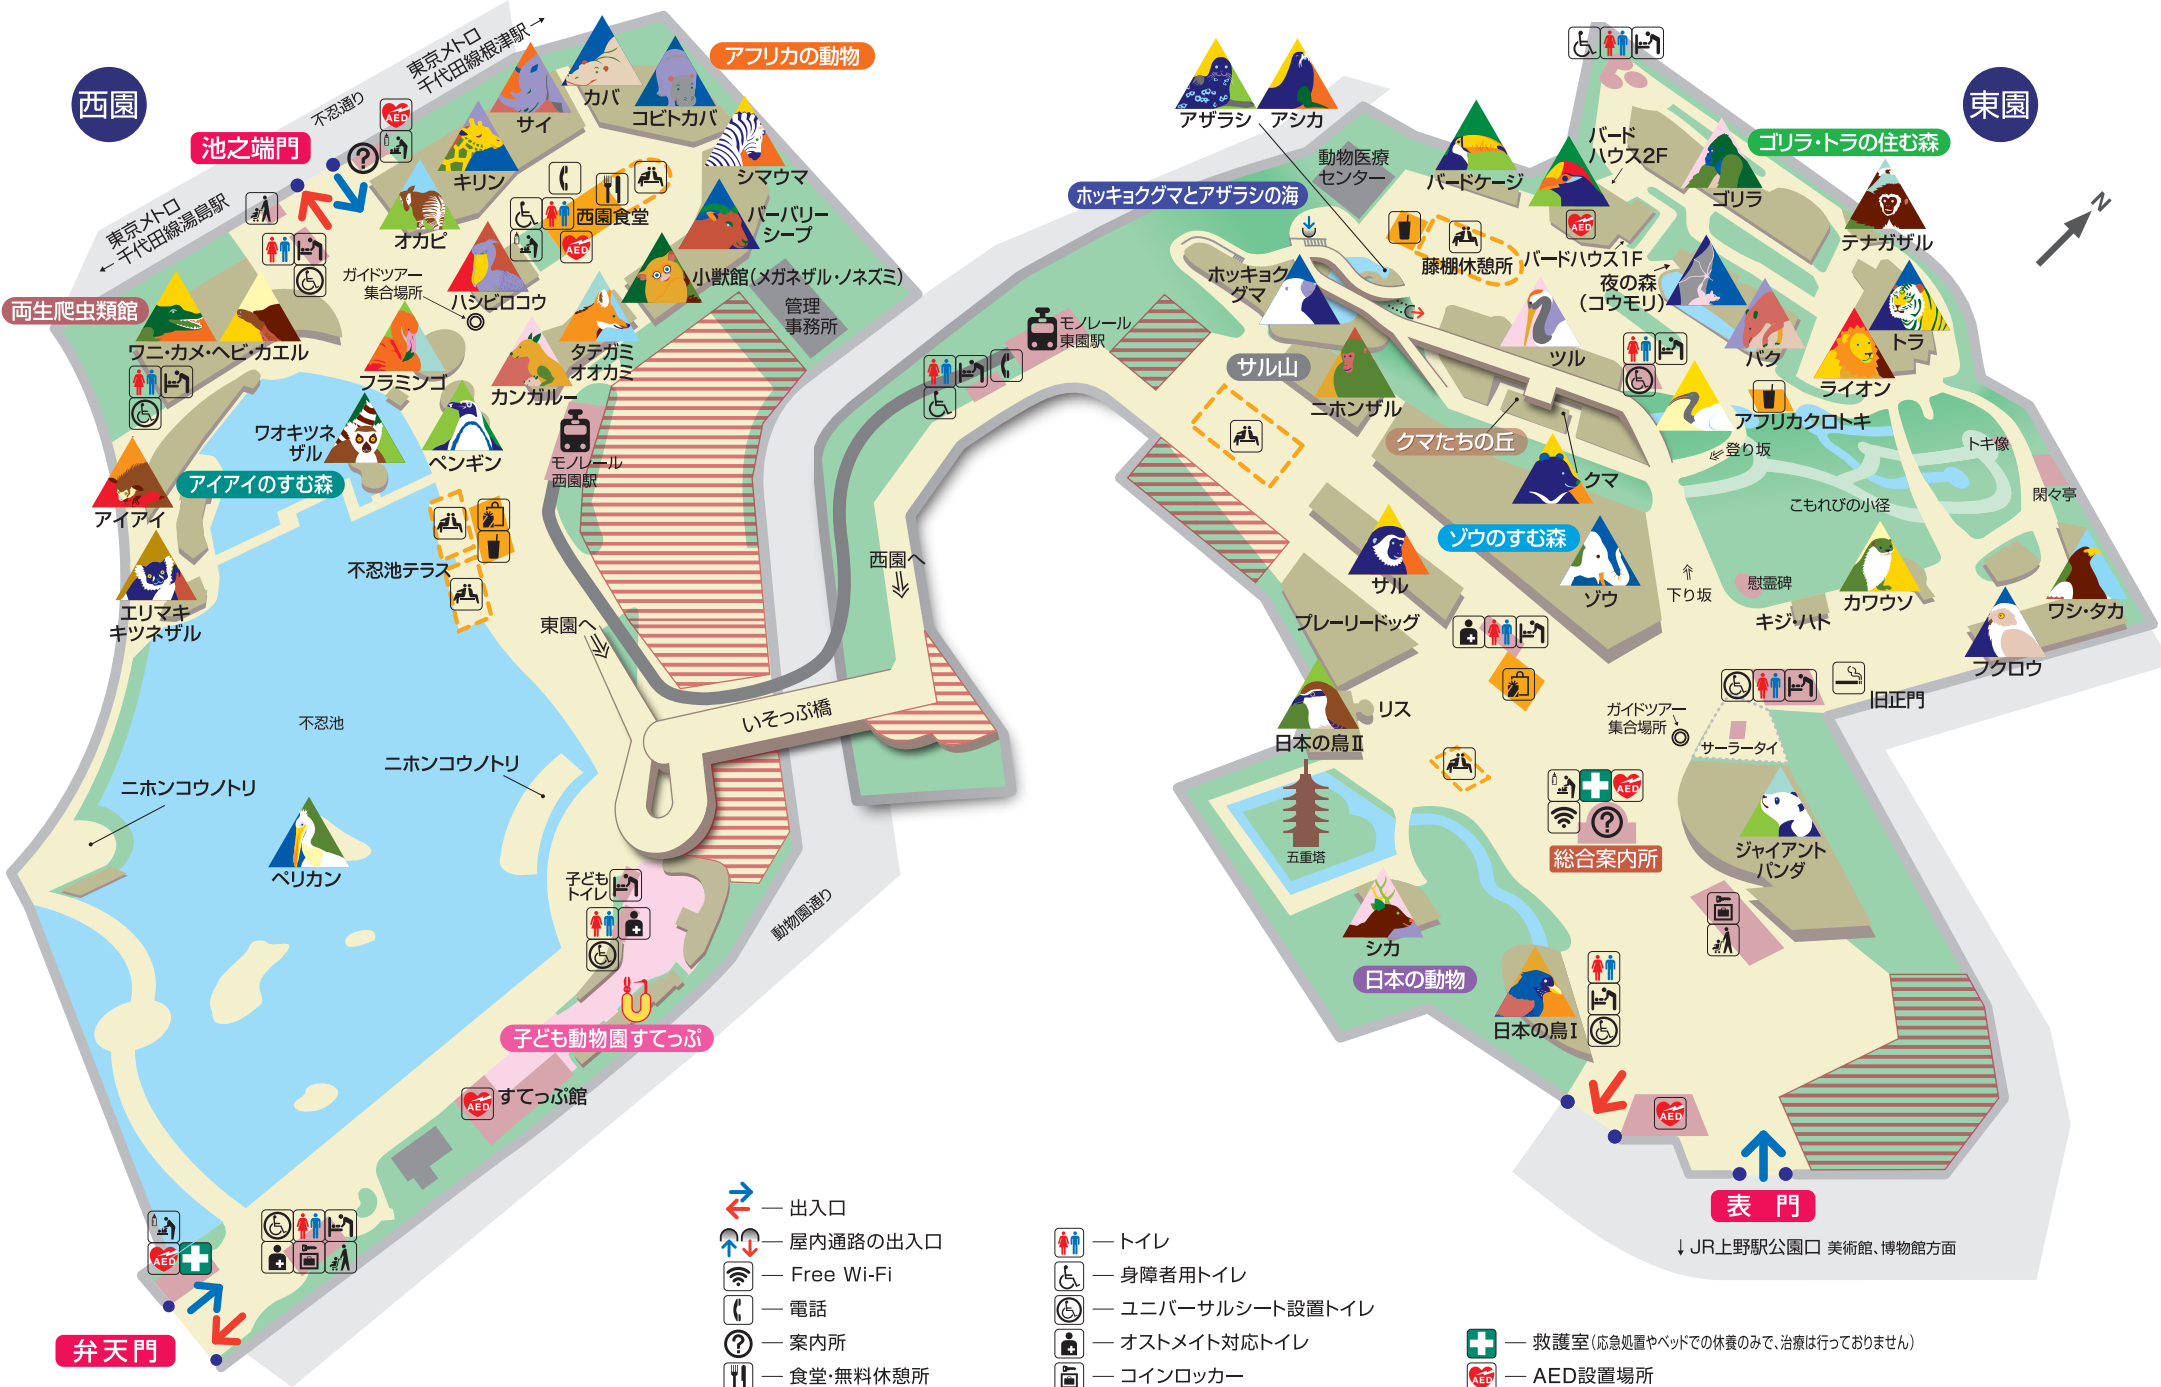 西園
東京メトロ
千代田線根津駅→
不忍通り
池之端門
東京メトロ
←千代田線湯島駅
アフリカの動物
サイ
カバ
コビトカバ
キリン
シマウマ
オカピ
西園食堂
バーバリー
シープ
ハシビロコウ
小獣館(メガネザル・ノネズミ)
ガイドツアー
集合場所
管理
事務所
両生爬虫類館
ワニ・カメ・ヘビ・カエル
フラミンゴ
カンガルー
タテガミ
オオカミ
ワオキツネ
ザル
ペンギン
モノレール
西園駅
アイアイのすむ森
アイアイ
エリマキ
キツネザル
不忍池テラス
東園へ
西園へ
いそっぷ橋
不忍池
ニホンコウノトリ
ニホンコウノトリ
ペリカン
子ども
トイレ
動物園通り
子ども動物園すてっぷ
すてっぷ館
AED
AED
AED
AED
弁天門
東園
アザラシ
アシカ
動物医療
センター
ホッキョクグマとアザラシの海
バードケージ
バード
ハウス2F
ゴリラ
ゴリラ・トラの住む森
テナガザル
N
AED
藤棚休憩所
バードハウス1F
夜の森
(コウモリ)
ホッキョク
グマ
モノレール
東園駅
サル山
ニホンザル
ツル
バク
ライオン
トラ
アフリカクロトキ
クマたちの丘
クマ
登り坂
トキ像
閑々亭
こもれびの小径
サル
ゾウのすむ森
ゾウ
下り坂
慰霊碑
キジ・ハト
カワウソ
ワシ・タカ
フクロウ
プレーリードッグ
リス
日本の鳥Ⅱ
旧正門
ガイドツアー
集合場所
サーラータイ
五重塔
AED
総合案内所
ジャイアント
パンダ
シカ
日本の動物
日本の鳥Ⅰ
AED
表 門
↓JR上野駅公園口 美術館、博物館方面
— 出入口
— 屋内通路の出入口
— Free Wi-Fi
— 電話
— 案内所
— 食堂・無料休憩所
— トイレ
— 身障者用トイレ
— ユニバーサルシート設置トイレ
— オストメイト対応トイレ
— コインロッカー
— 救護室(応急処置やベッドでの休養のみで、治療は行っておりません)
AED — AED設置場所